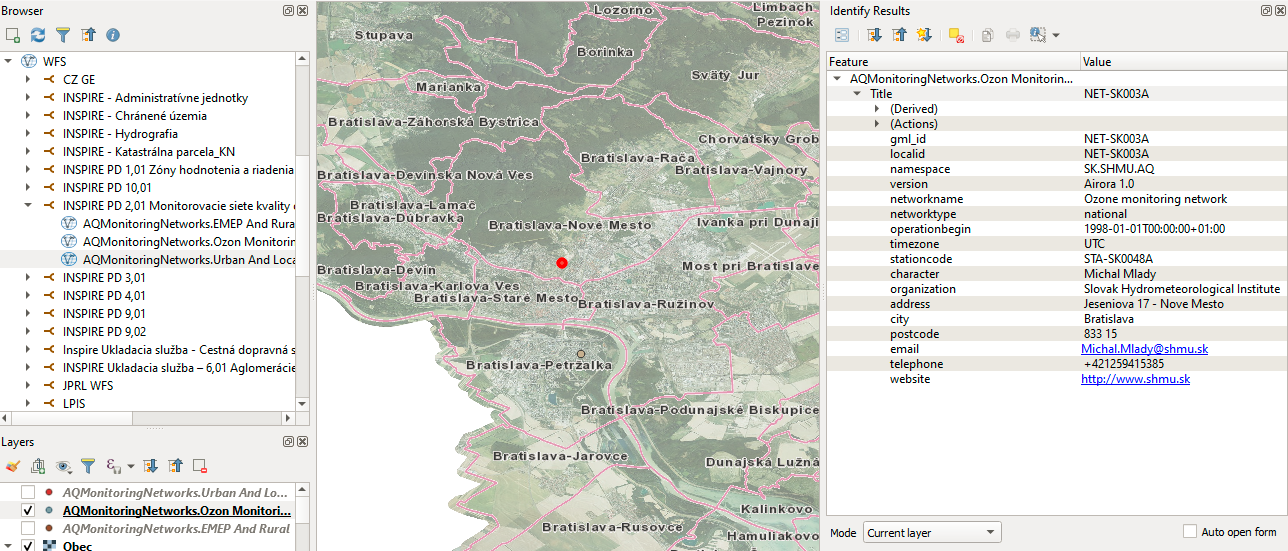 Browser
WFS
CZ GE
INSPIRE - Administratívne jednotky
INSPIRE - Chránené územia
INSPIRE - Hydrografia
INSPIRE - Katastrálna parcela_KN
INSPIRE PD 1,01 Zóny hodnotenia a riadenia
INSPIRE PD 10,01
INSPIRE PD 2,01 Monitorovacie siete kvality
AQMonitoringNetworks.EMEP And Rura
AQMonitoringNetworks.Ozon Monitorin
AQMonitoringNetworks.Urban And Loca
INSPIRE PD 3,01
INSPIRE PD 4,01
INSPIRE PD 9,01
INSPIRE PD 9,02
Inspire Ukladacia služba - Cestná dopravná s
INSPIRE Ukladacia služba – 6,01 Aglomerácie
JPRL WFS
LPIS
Layers
AQMonitoringNetworks.Urban And Lo...
AQMonitoringNetworks.Ozon Monitori...
AQMonitoringNetworks.EMEP And Rural
Obec
Lozorno
Limbach
Pezinok
Stupava
Borinka
Svätý Jur
Marianka
Bratislava-Záhorská Bystrica
Chorvátsky Grob
Bratislava-Rača
Bratislava-Vajnory
Bratislava-Devínska Nová Ves
Bratislava-Lamač
Bratislava-Dúbravka
Bratislava-Nové Mesto
Ivanka pri Dunaji
Bratislava-Devín
Most pri Bratislave
Bratislava-Karlova Ves
Bratislava-Staré Mesto
Bratislava-Ružinov
Bratislava-Petržalka
Bratislava-Podunajské Biskupice
Bratislava-Jarovce
Dunajská Lužná
Kalinkovo
Bratislava-Rusovce
Hamuliakovo
Identify Results
Feature Value
AQMonitoringNetworks.Ozon Monitorin...
Title NET-SK003A
(Derived)
(Actions)
gml_id NET-SK003A
localid NET-SK003A
namespace SK.SHMU.AQ
version Airora 1.0
networkname Ozone monitoring network
networktype national
operationbegin 1998-01-01T00:00:00+01:00
timezone UTC
stationcode STA-SK0048A
character Michal Mlady
organization Slovak Hydrometeorological Institute
address Jeseniova 17 - Nove Mesto
city Bratislava
postcode 833 15
email Michal.Mlady@shmu.sk
telephone +421259415385
website http://www.shmu.sk
Mode Current layer Auto open form